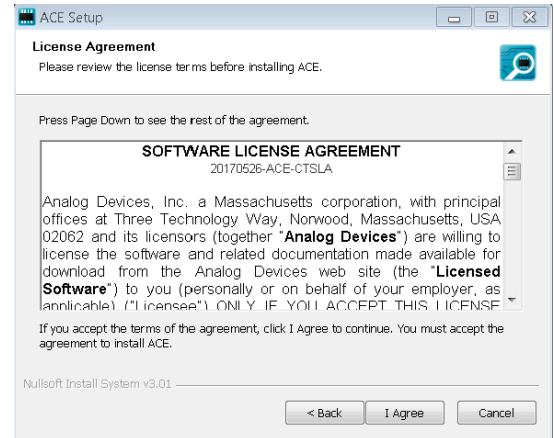 ACE Setup
License Agreement
Please review the license terms before installing ACE.
Press Page Down to see the rest of the agreement.
SOFTWARE LICENSE AGREEMENT
20170526-ACE-CTSLA
Analog Devices, Inc. a Massachusetts corporation, with principal
offices at Three Technology Way, Norwood, Massachusetts, USA
02062 and its licensors (together "Analog Devices") are willing to
license the software and related documentation made available for
download from the Analog Devices web site (the "Licensed
Software") to you (personally or on behalf of your employer, as
applicable) ("Licensee") ONLY IF YOU ACCEPT THIS LICENSE
If you accept the terms of the agreement, click I Agree to continue. You must accept the
agreement to install ACE.
Nullsoft Install System v3.01
< Back
I Agree
Cancel